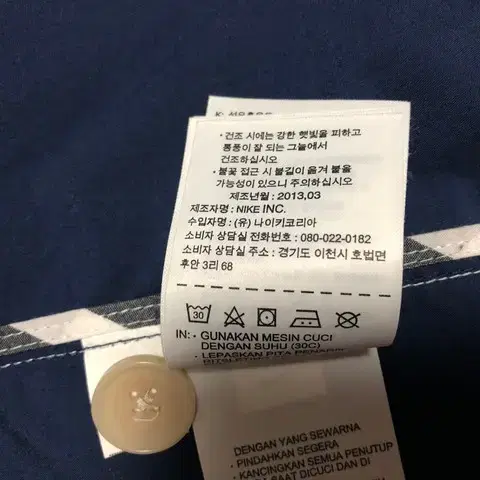 • 건조 시에는 강한 햇빛을 피하고
통풍이 잘 되는 그늘에서
건조하십시오
• 불꽃 접근 시 불길이 옮겨 붙을
가능성이 있으니 주의하십시오
제조년월 : 2013.03
제조자명 : NIKE INC.
수입자명 : (유) 나이키코리아
소비자 상담실 전화번호 : 080-022-0182
소비자 상담실 주소 : 경기도 이천시 호법면
후안 3리 68
30
IN: • GUNAKAN MESIN CUCI
DENGAN SUHU (30C)
• LEPASKAN PITA
DENGAN YANG SEWARNA
• PINDAHKAN SEGERA
• KANCINGKAN SEMUA PENUTUP
SAAT DICUCI DAN DI